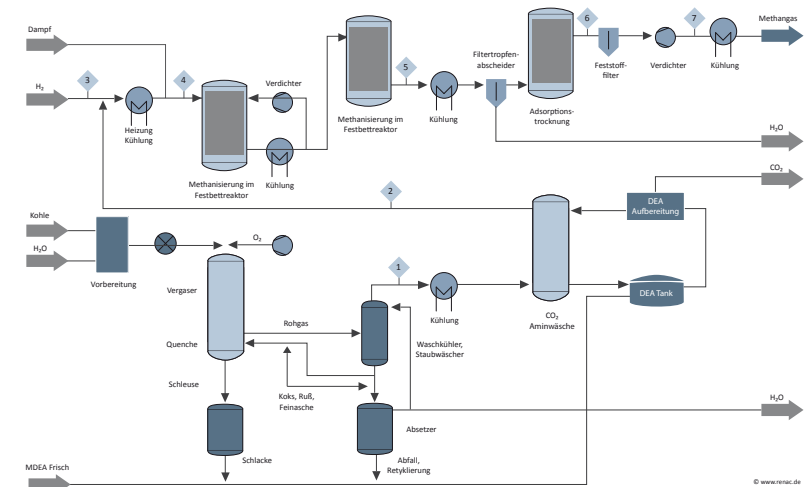 Dampf
H₂
3
4
Heizung
Kühlung
Verdichter
Methanisierung im
Festbettreaktor
Kühlung
Methanisierung im
Festbettreaktor
5
Kühlung
Filtertropfen-
abscheider
Adsorptions-
trocknung
6
Feststoff-
filter
Verdichter
7
Kühlung
Methangas
H₂O
CO₂
2
DEA
Aufbereitung
Kohle
H₂O
Vorbereitung
O₂
Vergaser
Quenche
Rohgas
1
Kühlung
CO₂
Aminwäsche
DEA Tank
Waschkühler,
Staubwäscher
Schleuse
Koks, Ruß,
Feinasche
H₂O
Absetzer
Schlacke
Abfall,
Retyklierung
MDEA Frisch
© www.renac.de